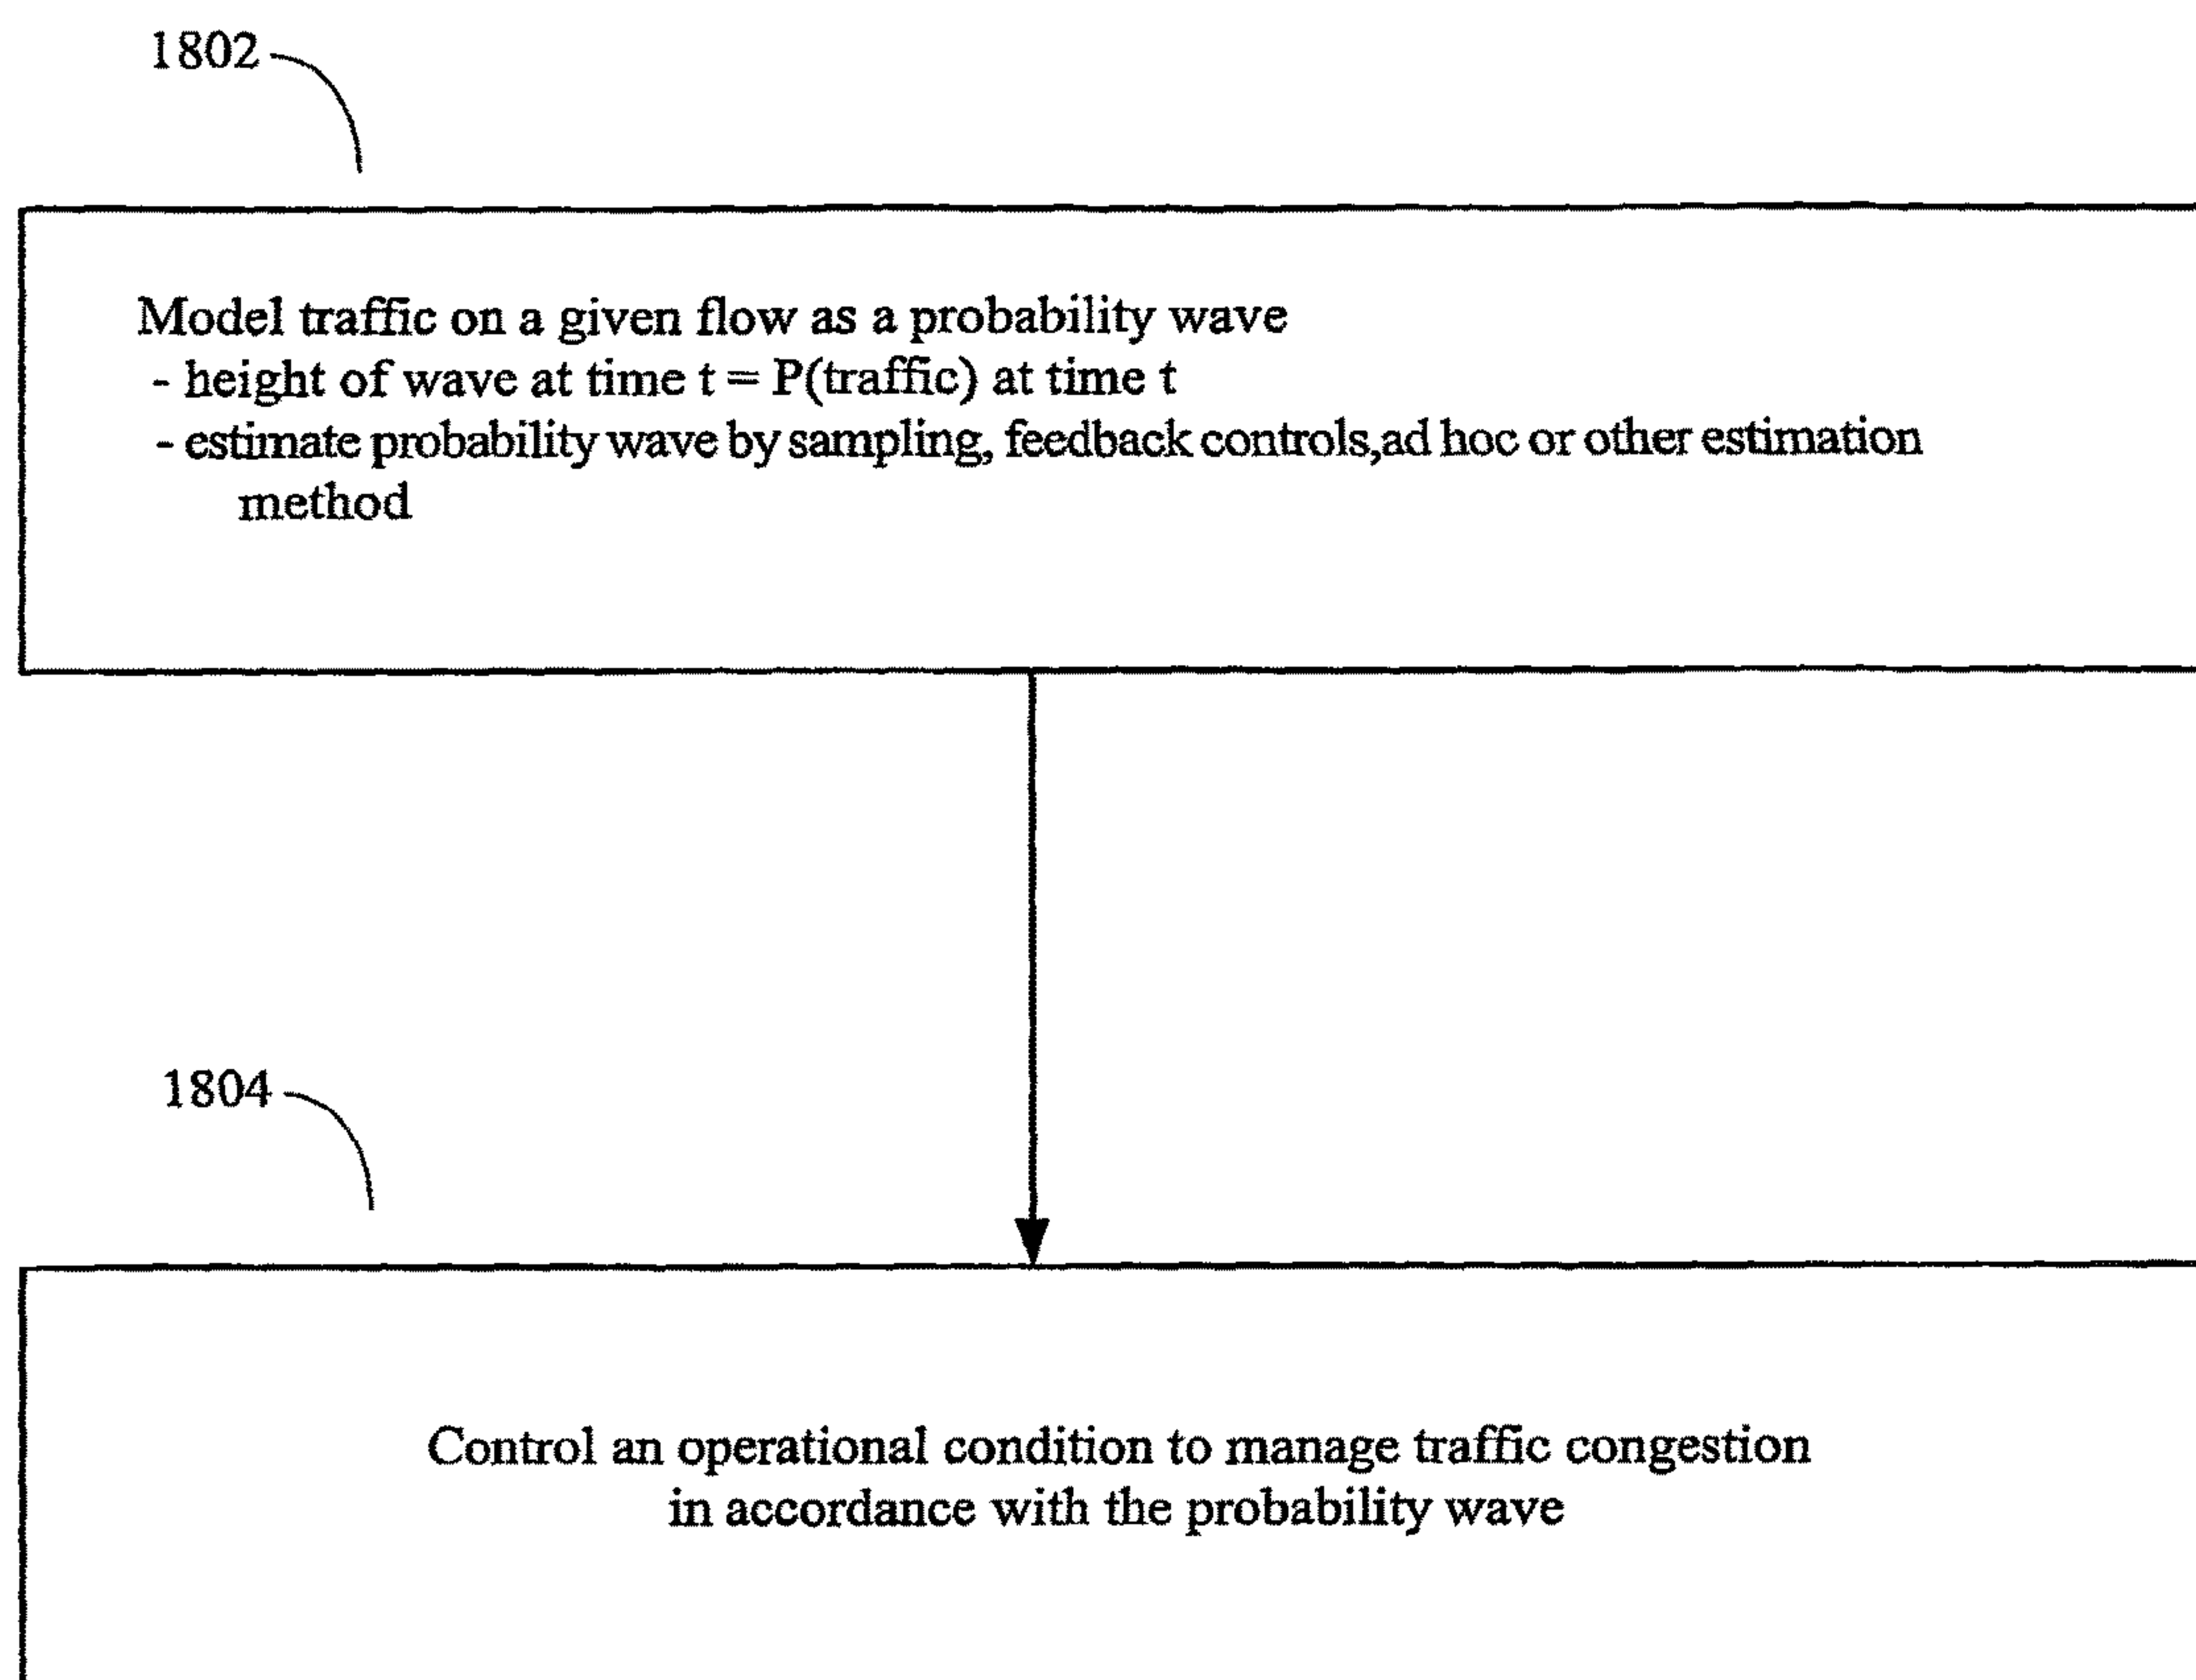 1802
Model traffic on a given flow as a probability wave
- height of wave at time t = P(traffic) at time t
- estimate probability wave by sampling, feedback controls,ad hoc or other estimation
method
1804
Control an operational condition to manage traffic congestion
in accordance with the probability wave